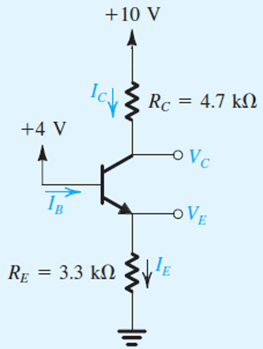 +10 V
I_C
R_C = 4.7 kΩ
+4 V
V_C
I_B
V_E
R_E = 3.3 kΩ
I_E